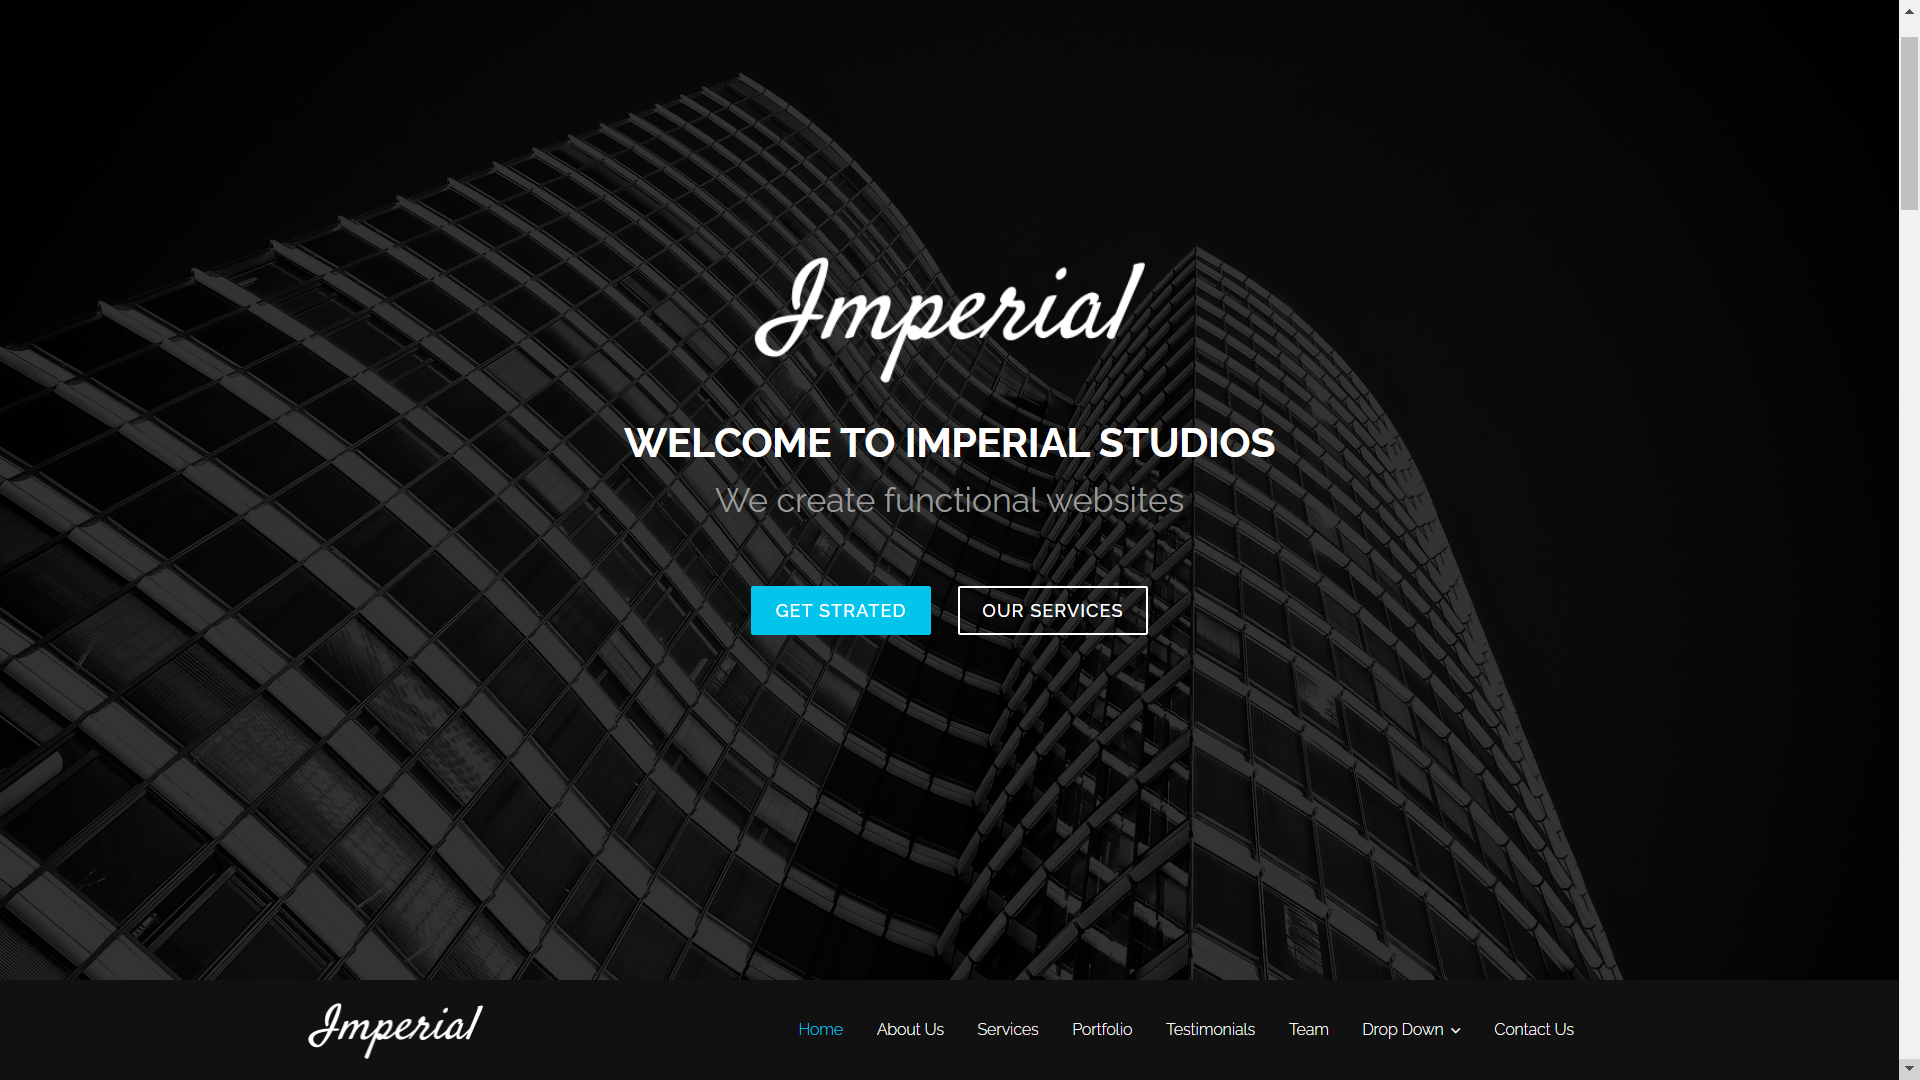 Imperial
WELCOME TO IMPERIAL STUDIOS
We create functional websites
GET STRATED
OUR SERVICES
Imperial
Home
About Us
Services
Portfolio
Testimonials
Team
Drop Down
Contact Us